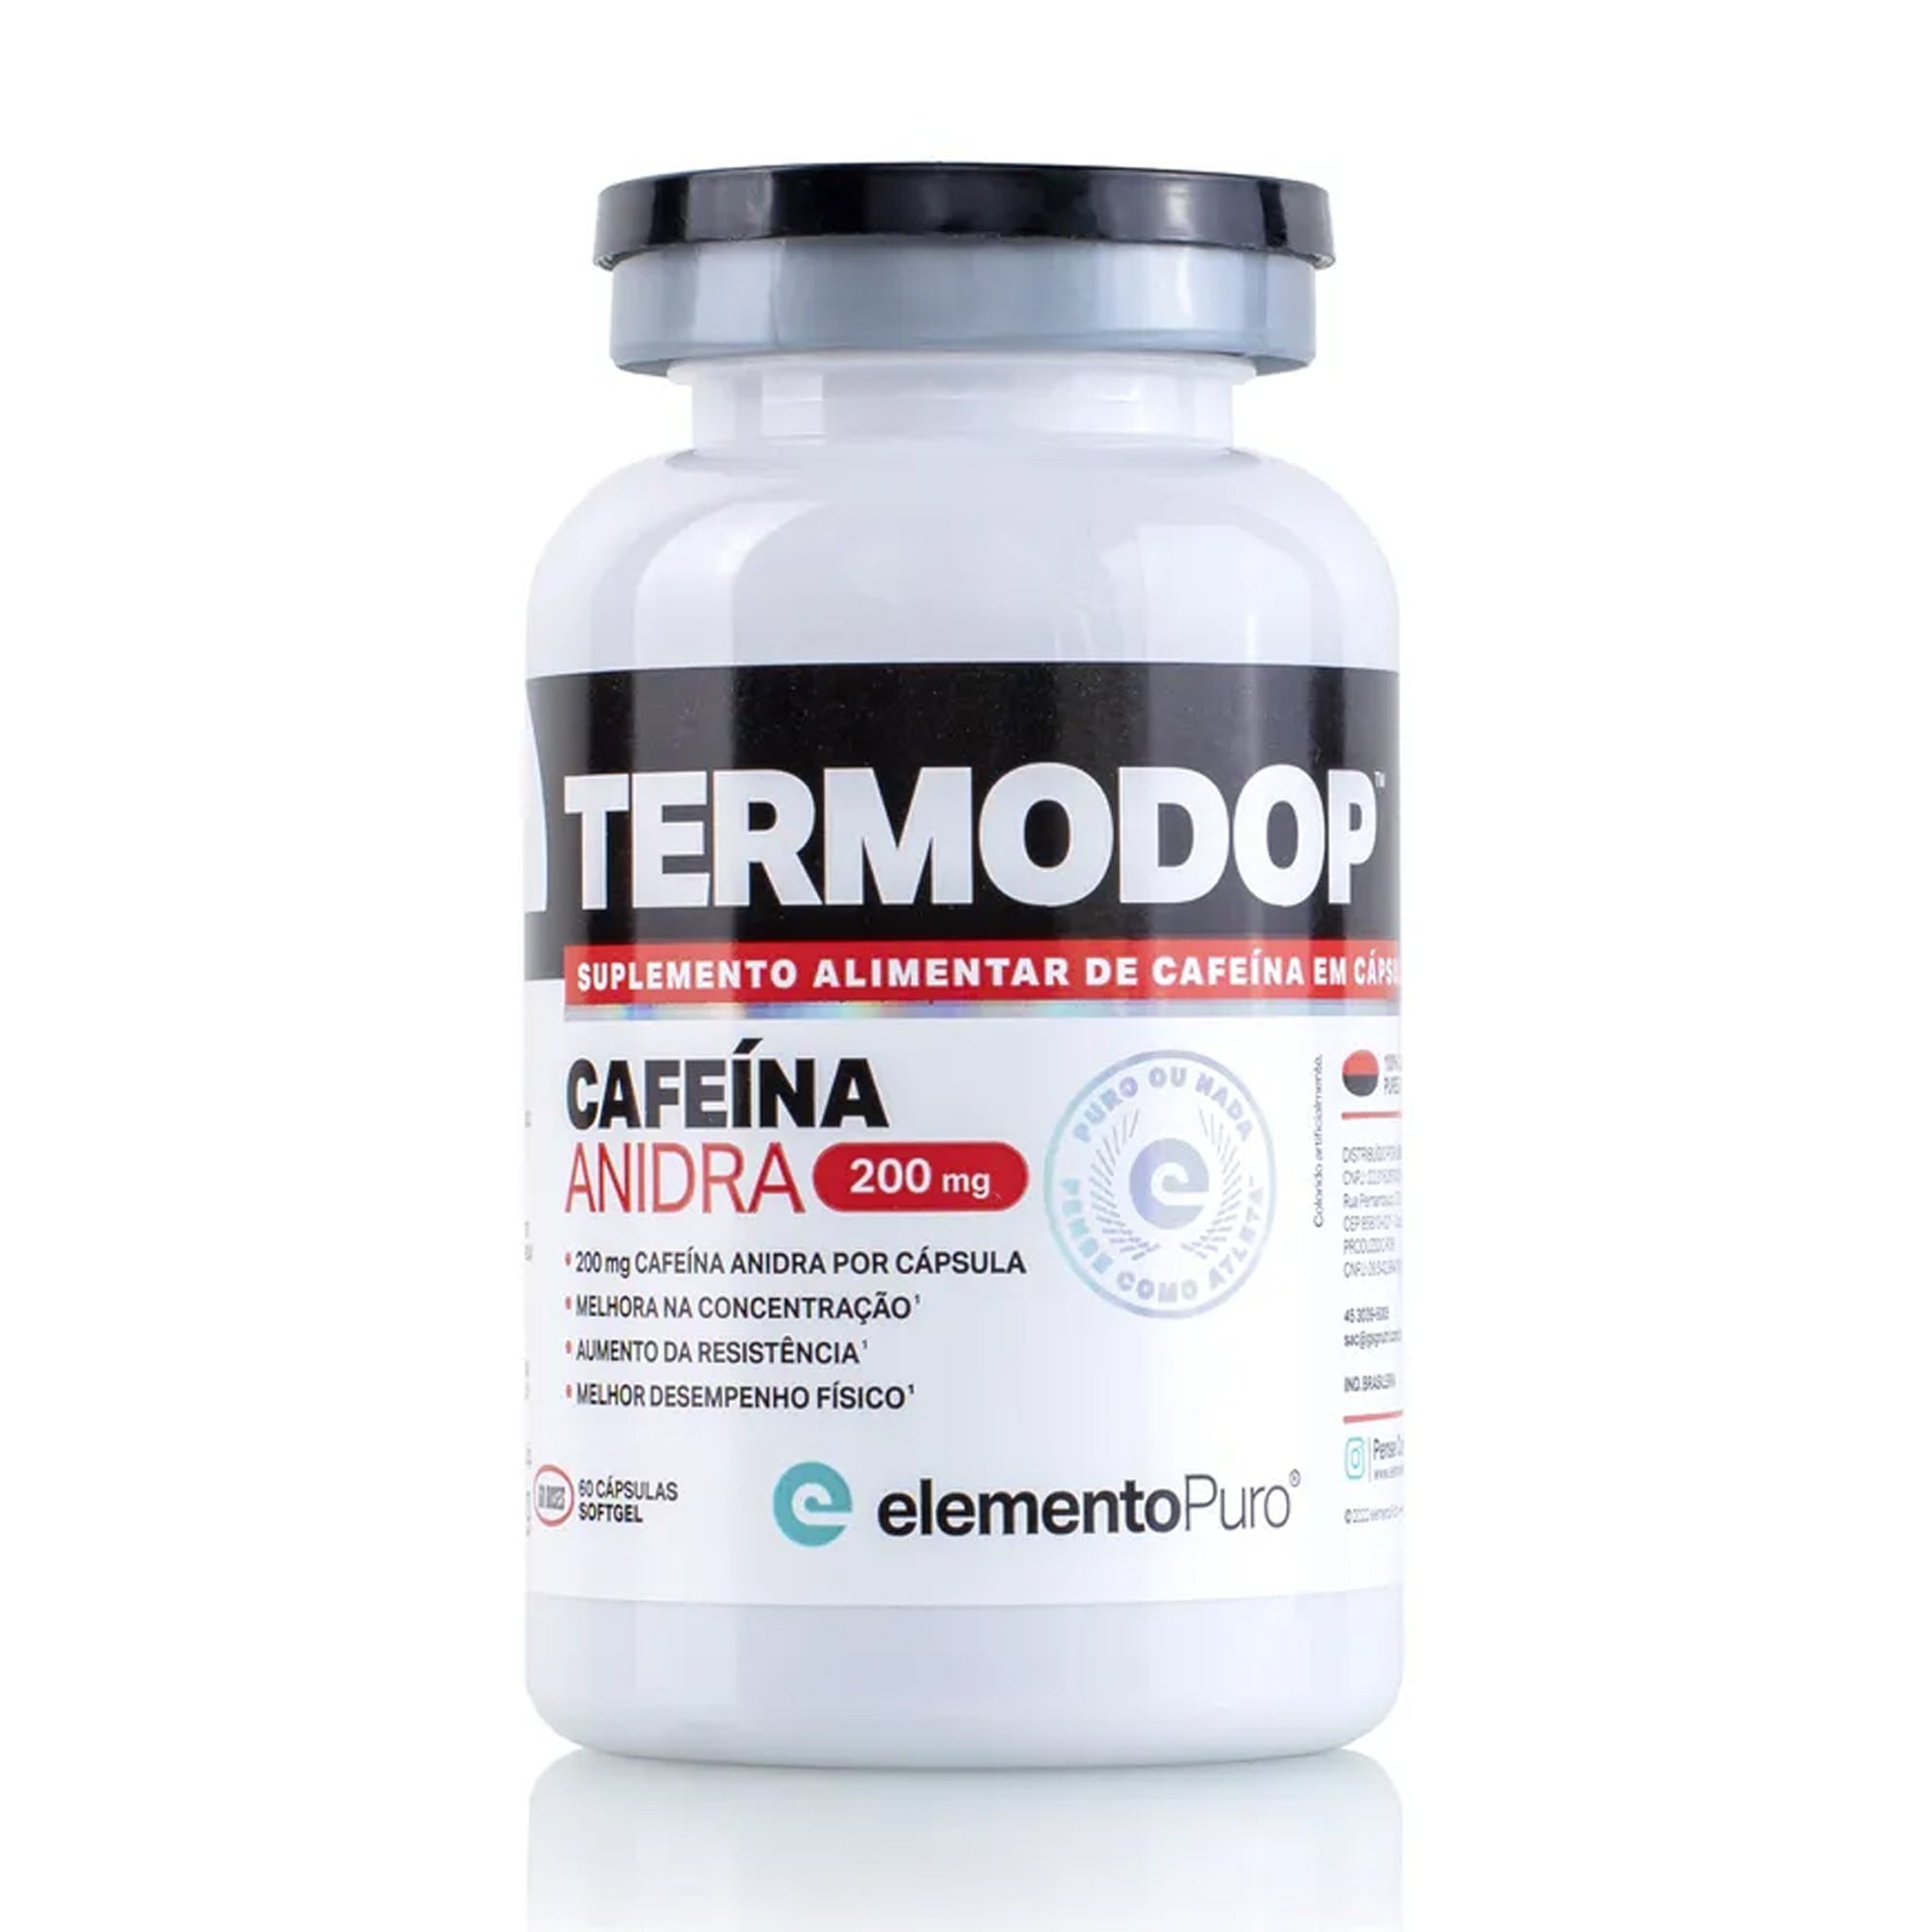 TERMODOP™
SUPLEMENTO ALIMENTAR DE CAFEÍNA EM
CAFEÍNA
ANIDRA 200 mg
• 200 mg CAFEÍNA ANIDRA POR CÁPSULA
• MELHORA NA CONCENTRAÇÃO¹
• AUMENTO DA RESISTÊNCIA¹
• MELHOR DESEMPENHO FÍSICO¹
PURO OU NADA
PENSE COMO ATLETA
60 CÁPSULAS
SOFTGEL
e elementoPuro®
Colorido artificialmente.
IND. BRASILEIRA